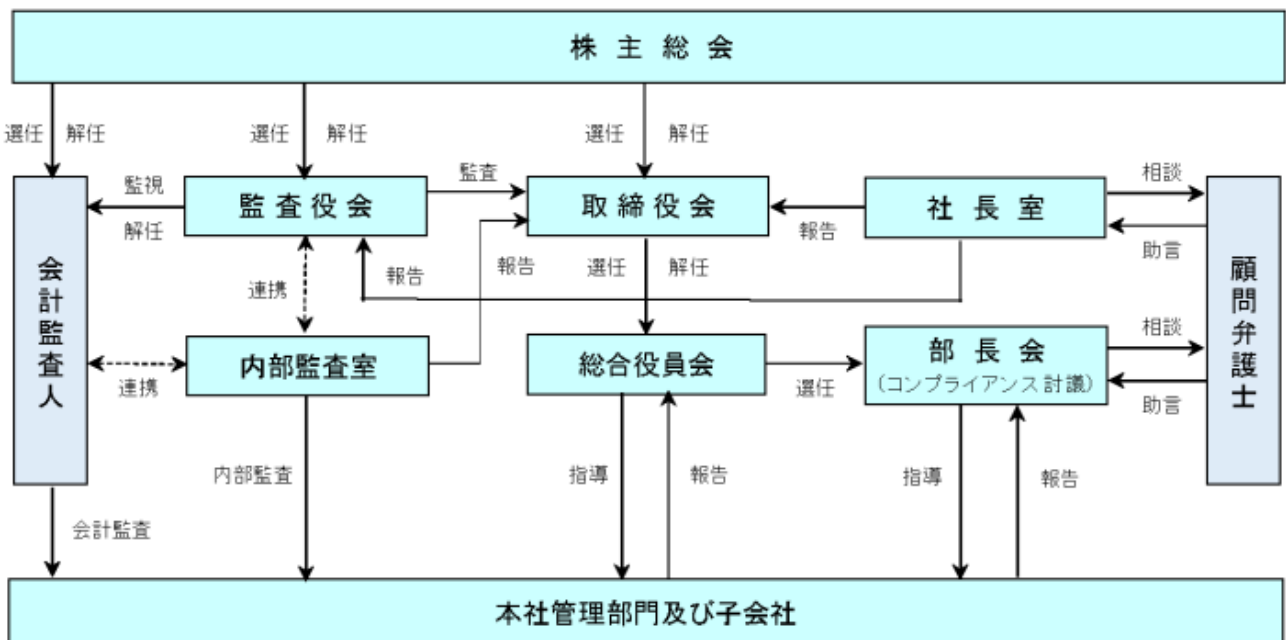 株主総会
選任
解任
選任
解任
選任
解任
監視
解任
監査役会
監査
取締役会
報告
社長室
相談
助言
会計監査人
連携
報告
報告
選任
解任
顧問弁護士
連携
内部監査室
総合役員会
選任
部長会
(コンプライアンス討議)
相談
助言
会計監査
内部監査
指導
報告
指導
報告
本社管理部門及び子会社